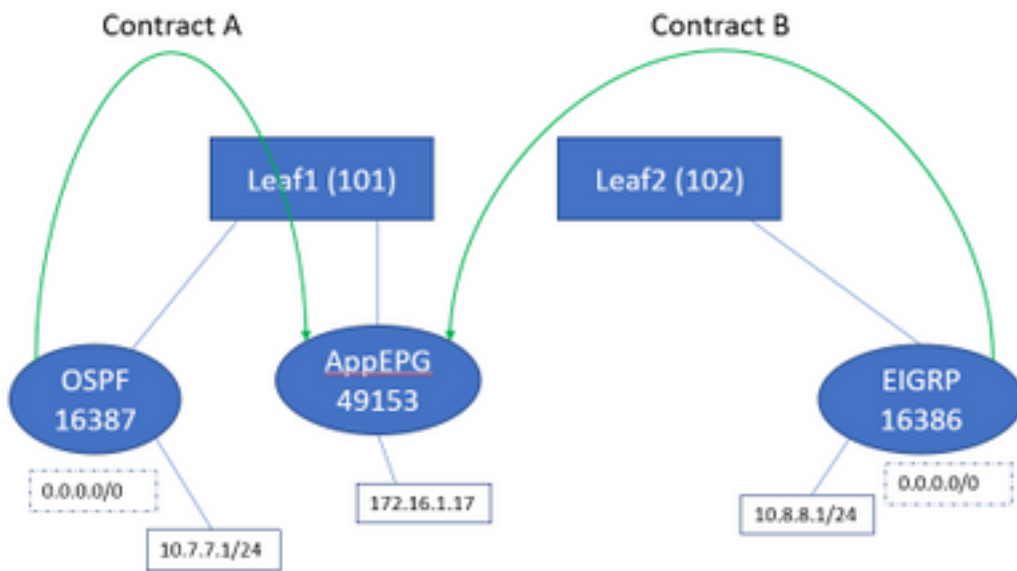 Contract A
Contract B
Leaf1 (101)
Leaf2 (102)
OSPF
16387
AppEPG
49153
EIGRP
16386
0.0.0.0/0
10.7.7.1/24
172.16.1.17
10.8.8.1/24
0.0.0.0/0